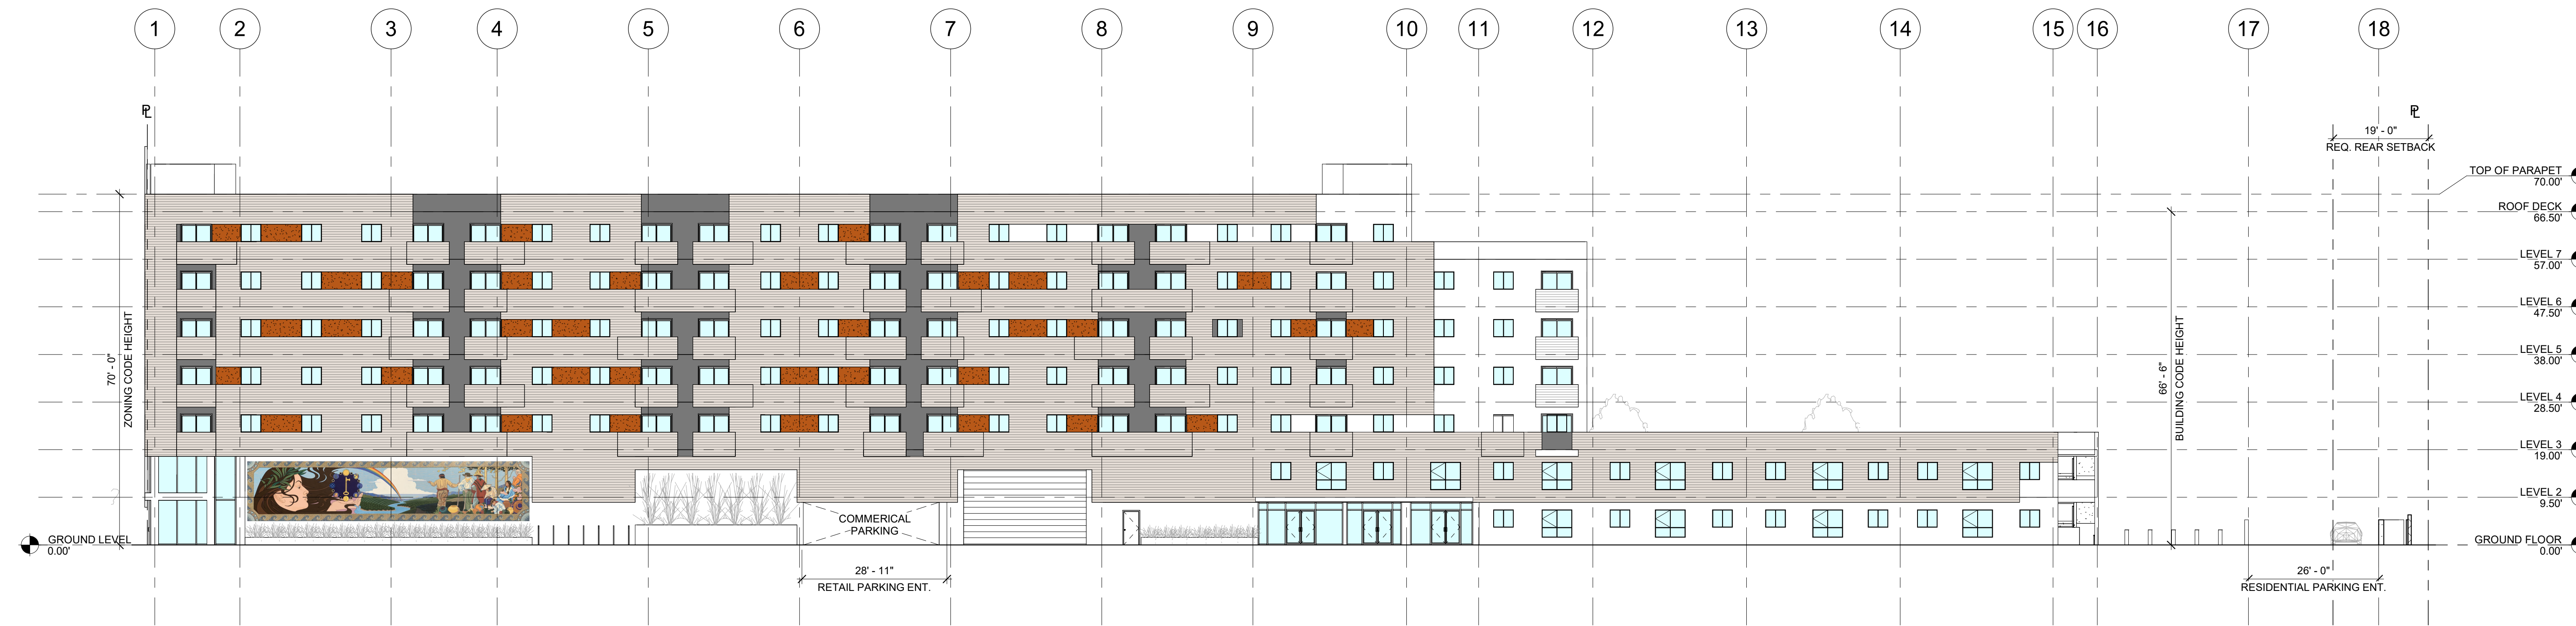 1 2 3 4 5 6 7 8 9 10 11 12 13 14 15 16 17 18
PL
PL
19' - 0"
REQ. REAR SETBACK
TOP OF PARAPET
70.00'
ROOF DECK
66.50'
LEVEL 7
57.00'
LEVEL 6
47.50'
LEVEL 5
38.00'
LEVEL 4
28.50'
LEVEL 3
19.00'
LEVEL 2
9.50'
GROUND FLOOR
0.00'
70' - 0"
ZONING CODE HEIGHT
66' - 6"
BUILDING CODE HEIGHT
GROUND LEVEL
0.00'
COMMERICAL
PARKING
28' - 11"
RETAIL PARKING ENT.
26' - 0"
RESIDENTIAL PARKING ENT.